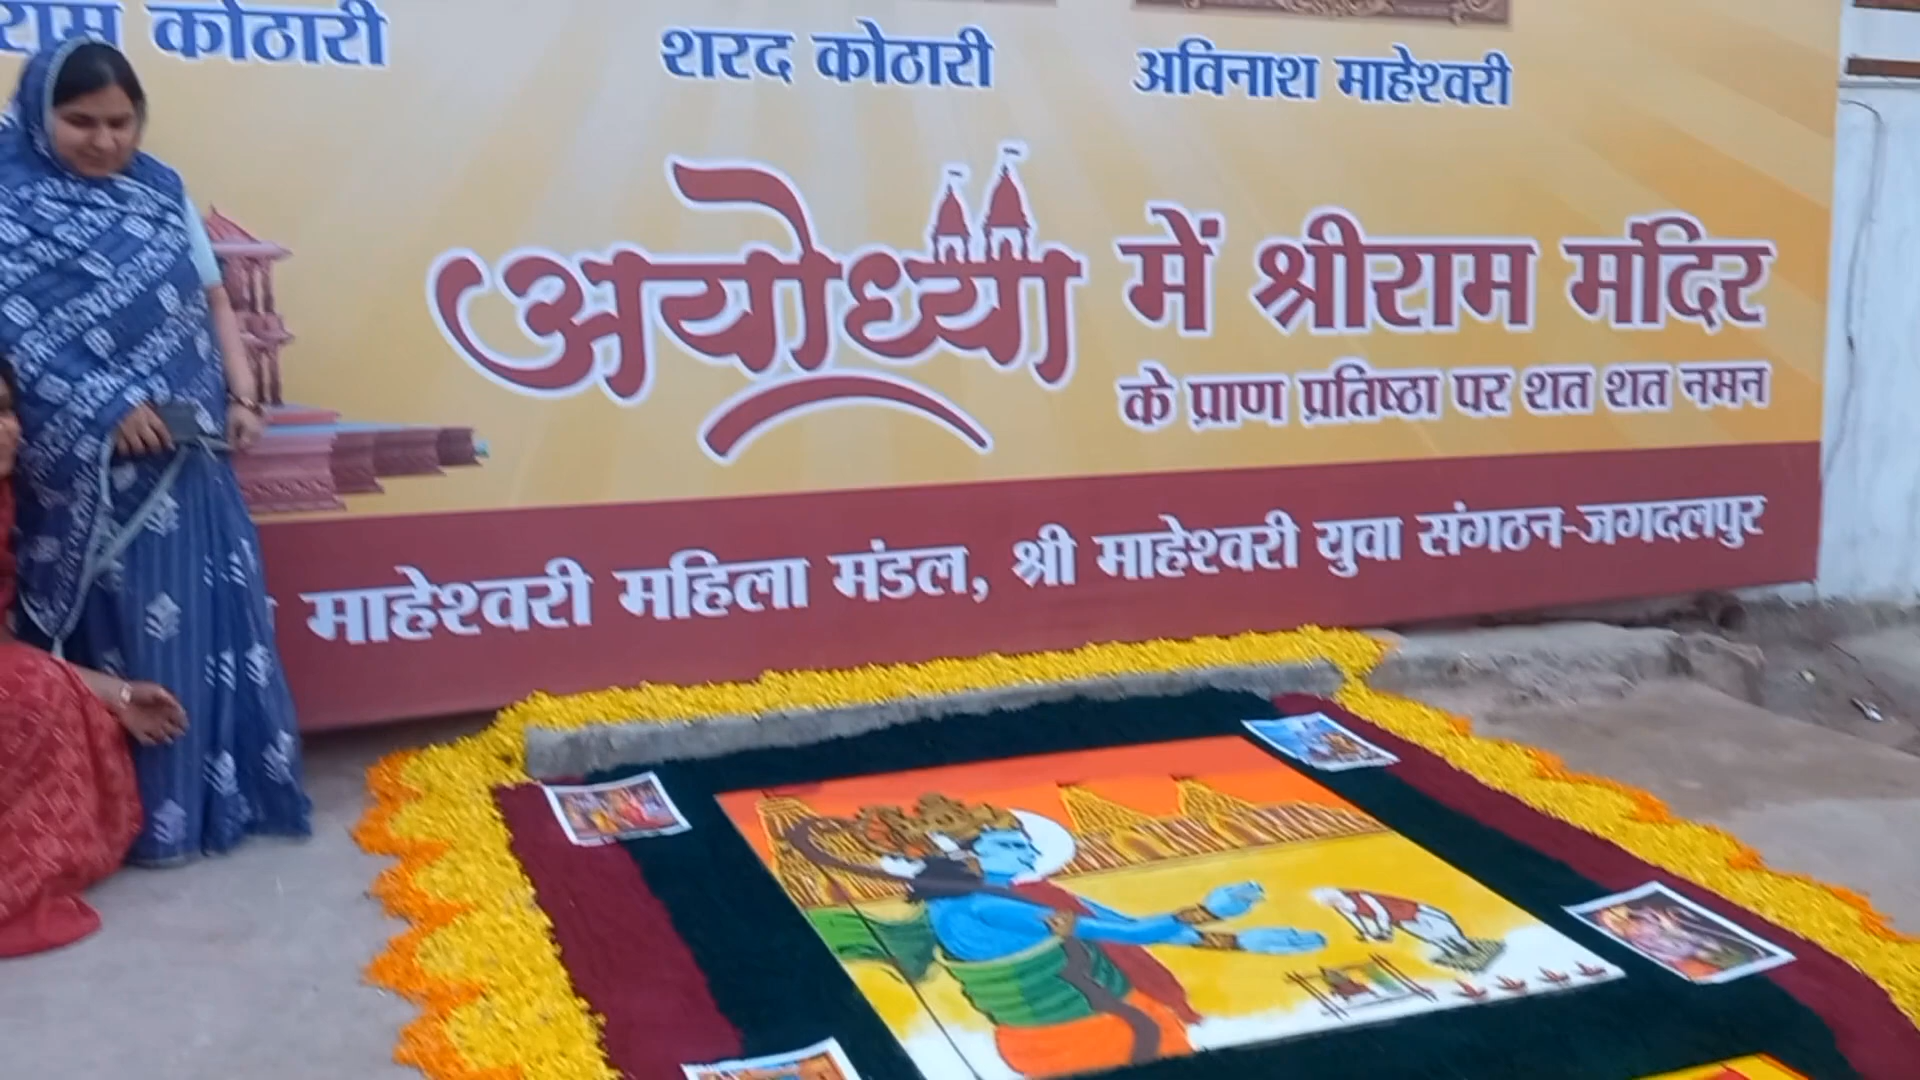 राम कोठारी
शरद कोठारी
अविनाश माहेश्वरी
अयोध्या में श्रीराम मंदिर
के प्राण प्रतिष्ठा पर शत शत नमन
माहेश्वरी महिला मंडल, श्री माहेश्वरी युवा संगठन-जगदलपुर